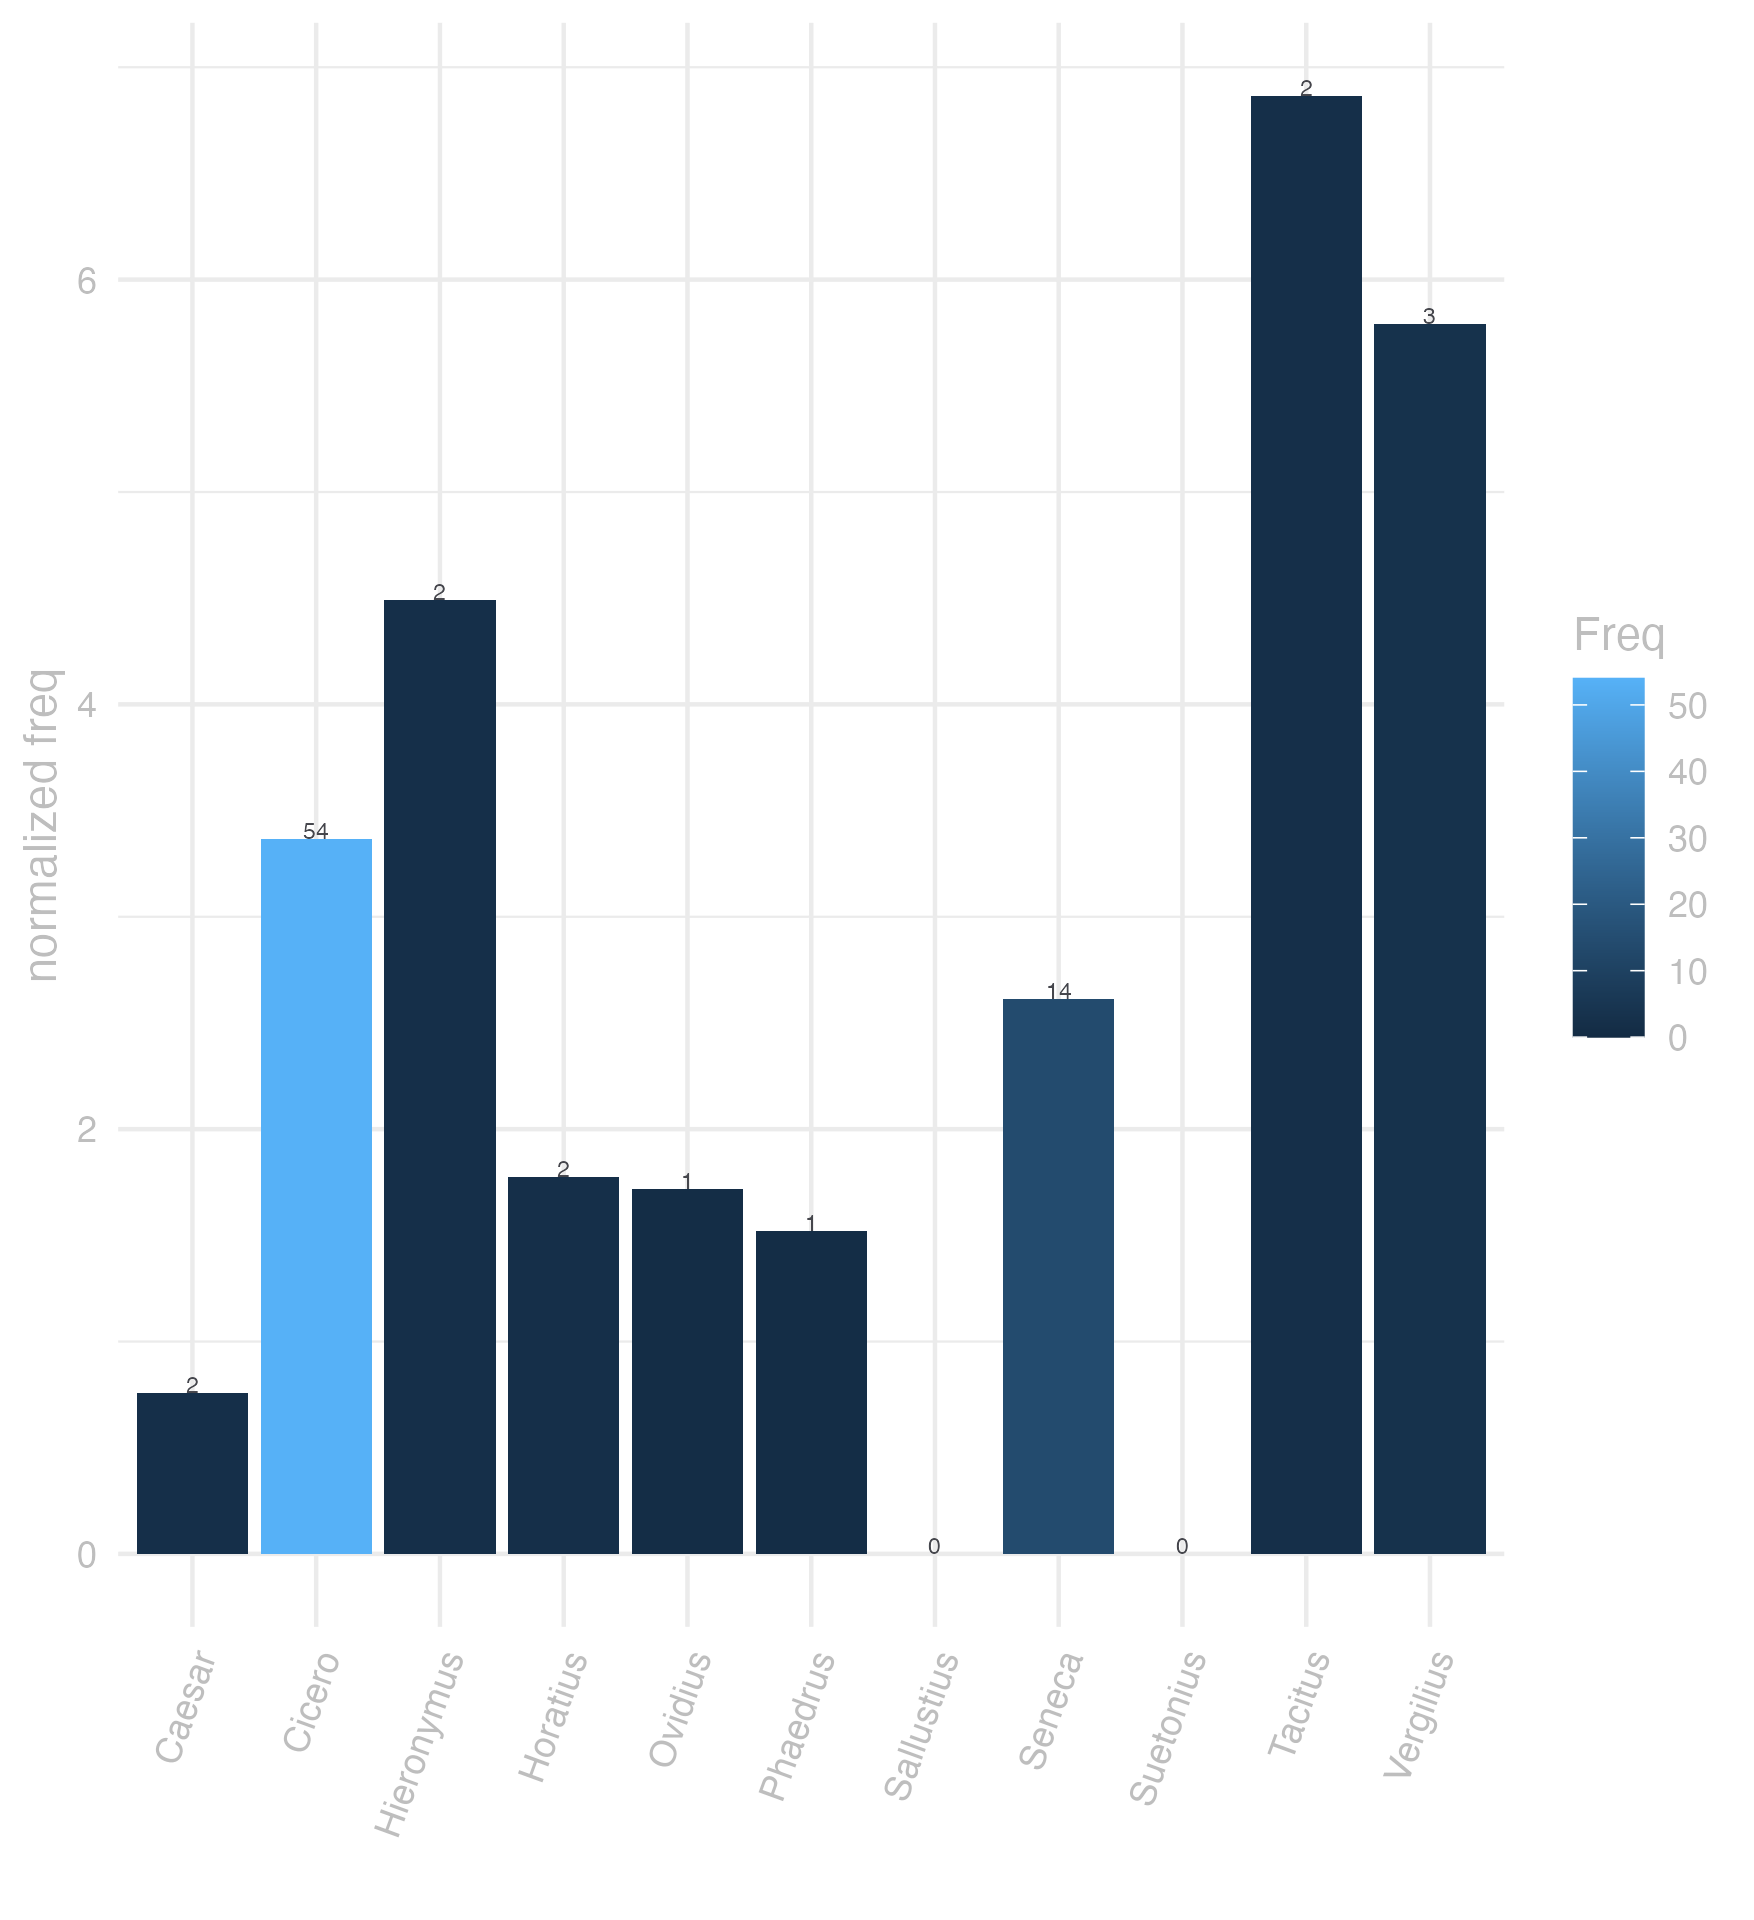 normalized freq
6
4
2
0
2
54
2
2
1
1
0
14
0
2
3
Caesar
Cicero
Hieronymus
Horatius
Ovidius
Phaedrus
Sallustius
Seneca
Suetonius
Tacitus
Vergilius
Freq
50
40
30
20
10
0